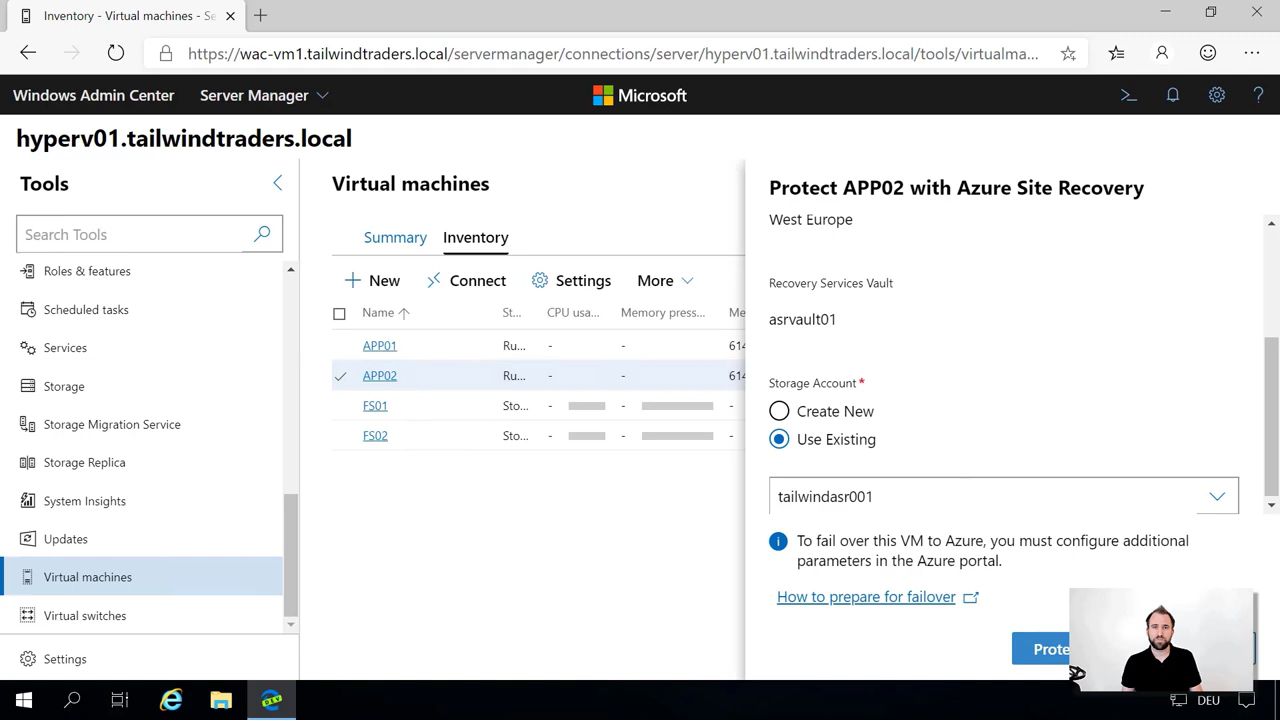 Inventory - Virtual machines - Se
https://wac-vm1.tailwindtraders.local/servermanager/connections/server/hyperv01.tailwindtraders.local/tools/virtualma...
Windows Admin Center
Server Manager
Microsoft
hyperv01.tailwindtraders.local
Tools
Search Tools
Roles & features
Scheduled tasks
Services
Storage
Storage Migration Service
Storage Replica
System Insights
Updates
Virtual machines
Virtual switches
Settings
Virtual machines
Summary
Inventory
New
Connect
Settings
More
Name St... CPU usa... Memory press... Me
APP01 Ru... - - 614
APP02 Ru... - - 614
FS01 Sto... - - -
FS02 Sto... - - -
Protect APP02 with Azure Site Recovery
West Europe
Recovery Services Vault
asrvault01
Storage Account*
Create New
Use Existing
tailwindasr001
To fail over this VM to Azure, you must configure additional
parameters in the Azure portal.
How to prepare for failover
Prote
DEU